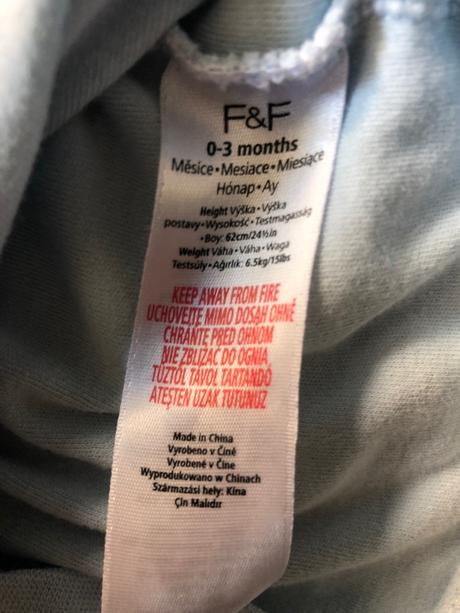 F&F
0-3 months
Měsíce • Mesiace • Miesiące
Hónap • Ay
Height Výška • Výška
postavy • Wysokość • Testmagasság
• Boy: 62cm/24½in
Weight Váha • Váha • Waga
Testsúly • Ağırlık: 6.5kg/15lbs
KEEP AWAY FROM FIRE
UCHOVEJTE MIMO DOSAH OHNĚ
CHRÁŇTE PRED OHŇOM
NIE ZBLIŻAĆ DO OGNIA
TŰZTŐL TÁVOL TARTANDÓ
ATEŞTEN UZAK TUTUNUZ
Made in China
Vyrobeno v Číně
Vyrobené v Číne
Wyprodukowano w Chinach
Származási hely: Kína
Çin Malıdır